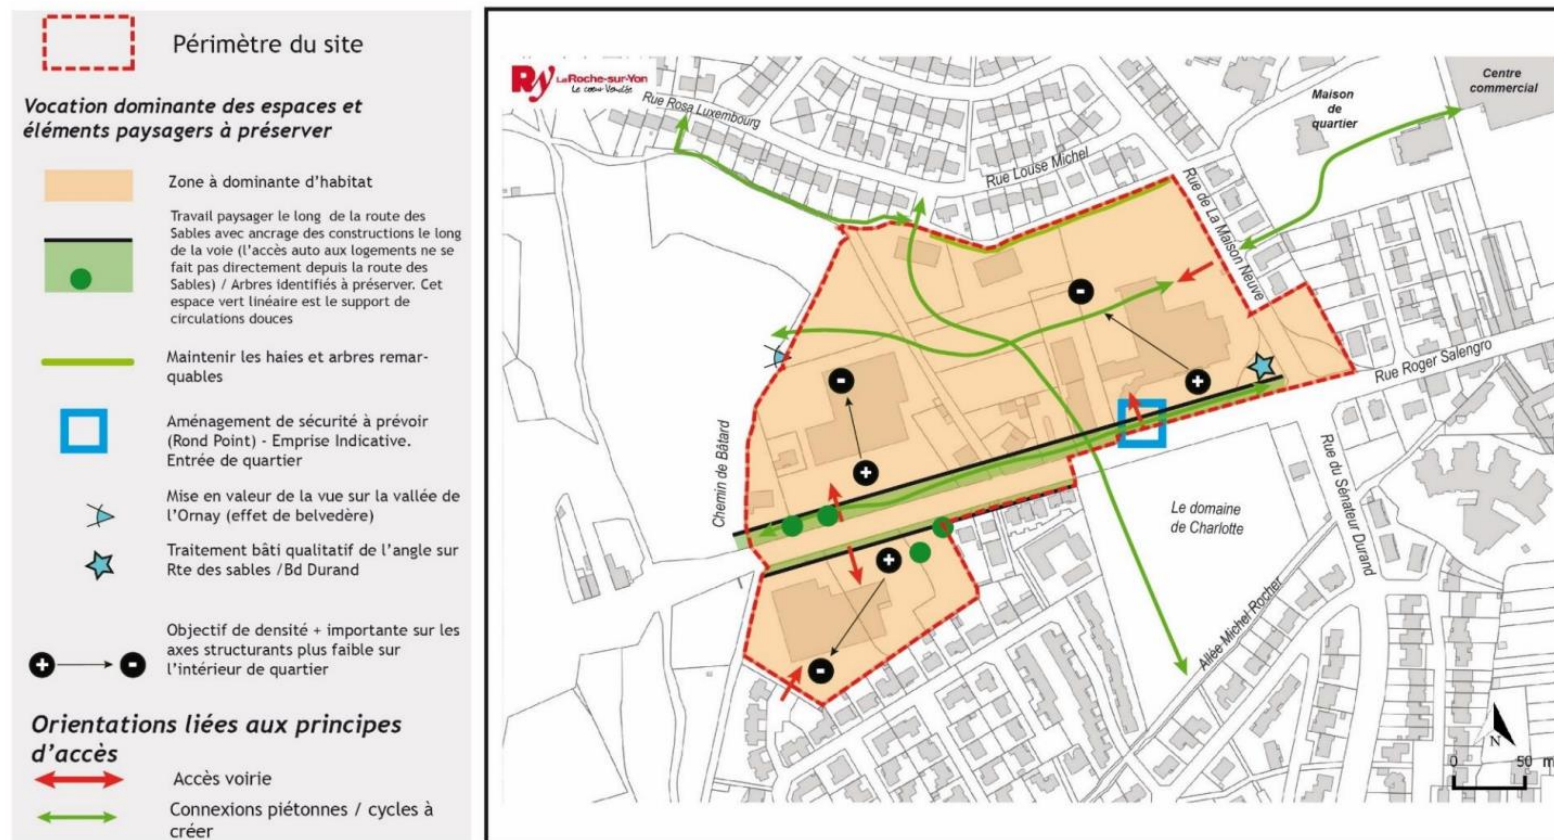 Périmètre du site
Vocation dominante des espaces et
éléments paysagers à préserver
Zone à dominante d'habitat
Travail paysager le long de la route des
Sables avec ancrage des constructions le long
de la voie (l'accès auto aux logements ne se
fait pas directement depuis la route des
Sables) / Arbres identifiés à préserver. Cet
espace vert linéaire est le support de
circulations douces
Maintenir les haies et arbres remar-
quables
Aménagement de sécurité à prévoir
(Rond Point) - Emprise Indicative.
Entrée de quartier
Mise en valeur de la vue sur la vallée de
l'Ornay (effet de belvedère)
Traitement bâti qualitatif de l'angle sur
Rte des sables /Bd Durand
Objectif de densité + importante sur les
axes structurants plus faible sur
l'intérieur de quartier
Orientations liées aux principes
d'accès
Accès voirie
Connexions piétonnes / cycles à
créer
Ry La Roche-sur-Yon
Le cœur Vendée
Rue Rosa Luxembourg
Rue Louse Michel
Maison
de
quartier
Centre
commercial
Rue de La Maison Neuve
Rue Roger Salengro
Chemin de Bâtard
Le domaine
de Charlotte
Rue du Sénateur Durand
Allée Michel Rocher
N
0 50 m